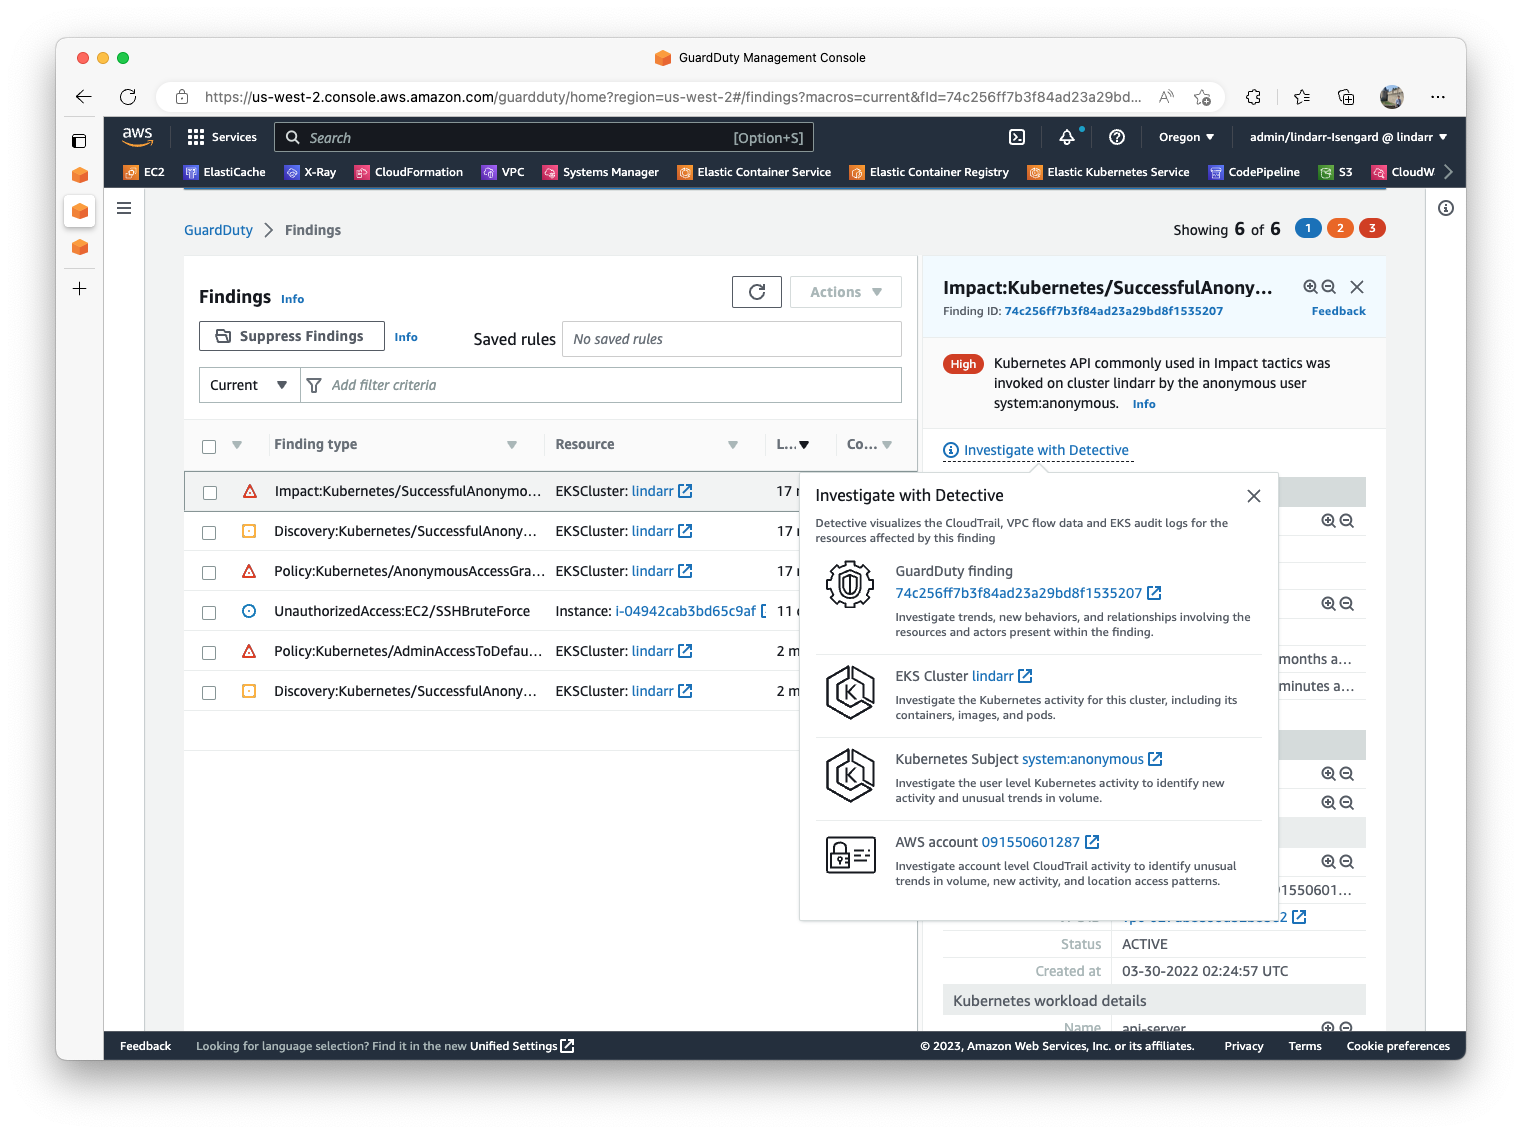 GuardDuty Management Console
https://us-west-2.console.aws.amazon.com/guardduty/home?region=us-west-2#/findings?macros=current&fId=74c256ff7b3f84ad23a29bd...
aws
Services
Search
[Option+S]
Oregon
admin/lindarr-Isengard @ lindarr
EC2
ElastiCache
X-Ray
CloudFormation
VPC
Systems Manager
Elastic Container Service
Elastic Container Registry
Elastic Kubernetes Service
CodePipeline
S3
CloudW
GuardDuty > Findings
Showing 6 of 6 1 2 3
Findings Info
Actions
Suppress Findings Info
Saved rules
No saved rules
Current
Add filter criteria
Finding type
Resource
L...
Co...
Impact:Kubernetes/SuccessfulAnonymo... EKSCluster: lindarr 17
Discovery:Kubernetes/SuccessfulAnony... EKSCluster: lindarr 17
Policy:Kubernetes/AnonymousAccessGra... EKSCluster: lindarr 17
UnauthorizedAccess:EC2/SSHBruteForce Instance: i-04942cab3bd65c9af 11
Policy:Kubernetes/AdminAccessToDefau... EKSCluster: lindarr 2 m
Discovery:Kubernetes/SuccessfulAnony... EKSCluster: lindarr 2 m
Impact:Kubernetes/SuccessfulAnony...
Finding ID: 74c256ff7b3f84ad23a29bd8f1535207
Feedback
High
Kubernetes API commonly used in Impact tactics was
invoked on cluster lindarr by the anonymous user
system:anonymous. Info
Investigate with Detective
Investigate with Detective
Detective visualizes the CloudTrail, VPC flow data and EKS audit logs for the
resources affected by this finding
GuardDuty finding
74c256ff7b3f84ad23a29bd8f1535207
Investigate trends, new behaviors, and relationships involving the
resources and actors present within the finding.
EKS Cluster lindarr
Investigate the Kubernetes activity for this cluster, including its
containers, images, and pods.
Kubernetes Subject system:anonymous
Investigate the user level Kubernetes activity to identify new
activity and unusual trends in volume.
AWS account 091550601287
Investigate account level CloudTrail activity to identify unusual
trends in volume, new activity, and location access patterns.
months a...
minutes a...
1550601...
Status ACTIVE
Created at 03-30-2022 02:24:57 UTC
Kubernetes workload details
Name api-server
Feedback
Looking for language selection? Find it in the new Unified Settings
© 2023, Amazon Web Services, Inc. or its affiliates.
Privacy
Terms
Cookie preferences